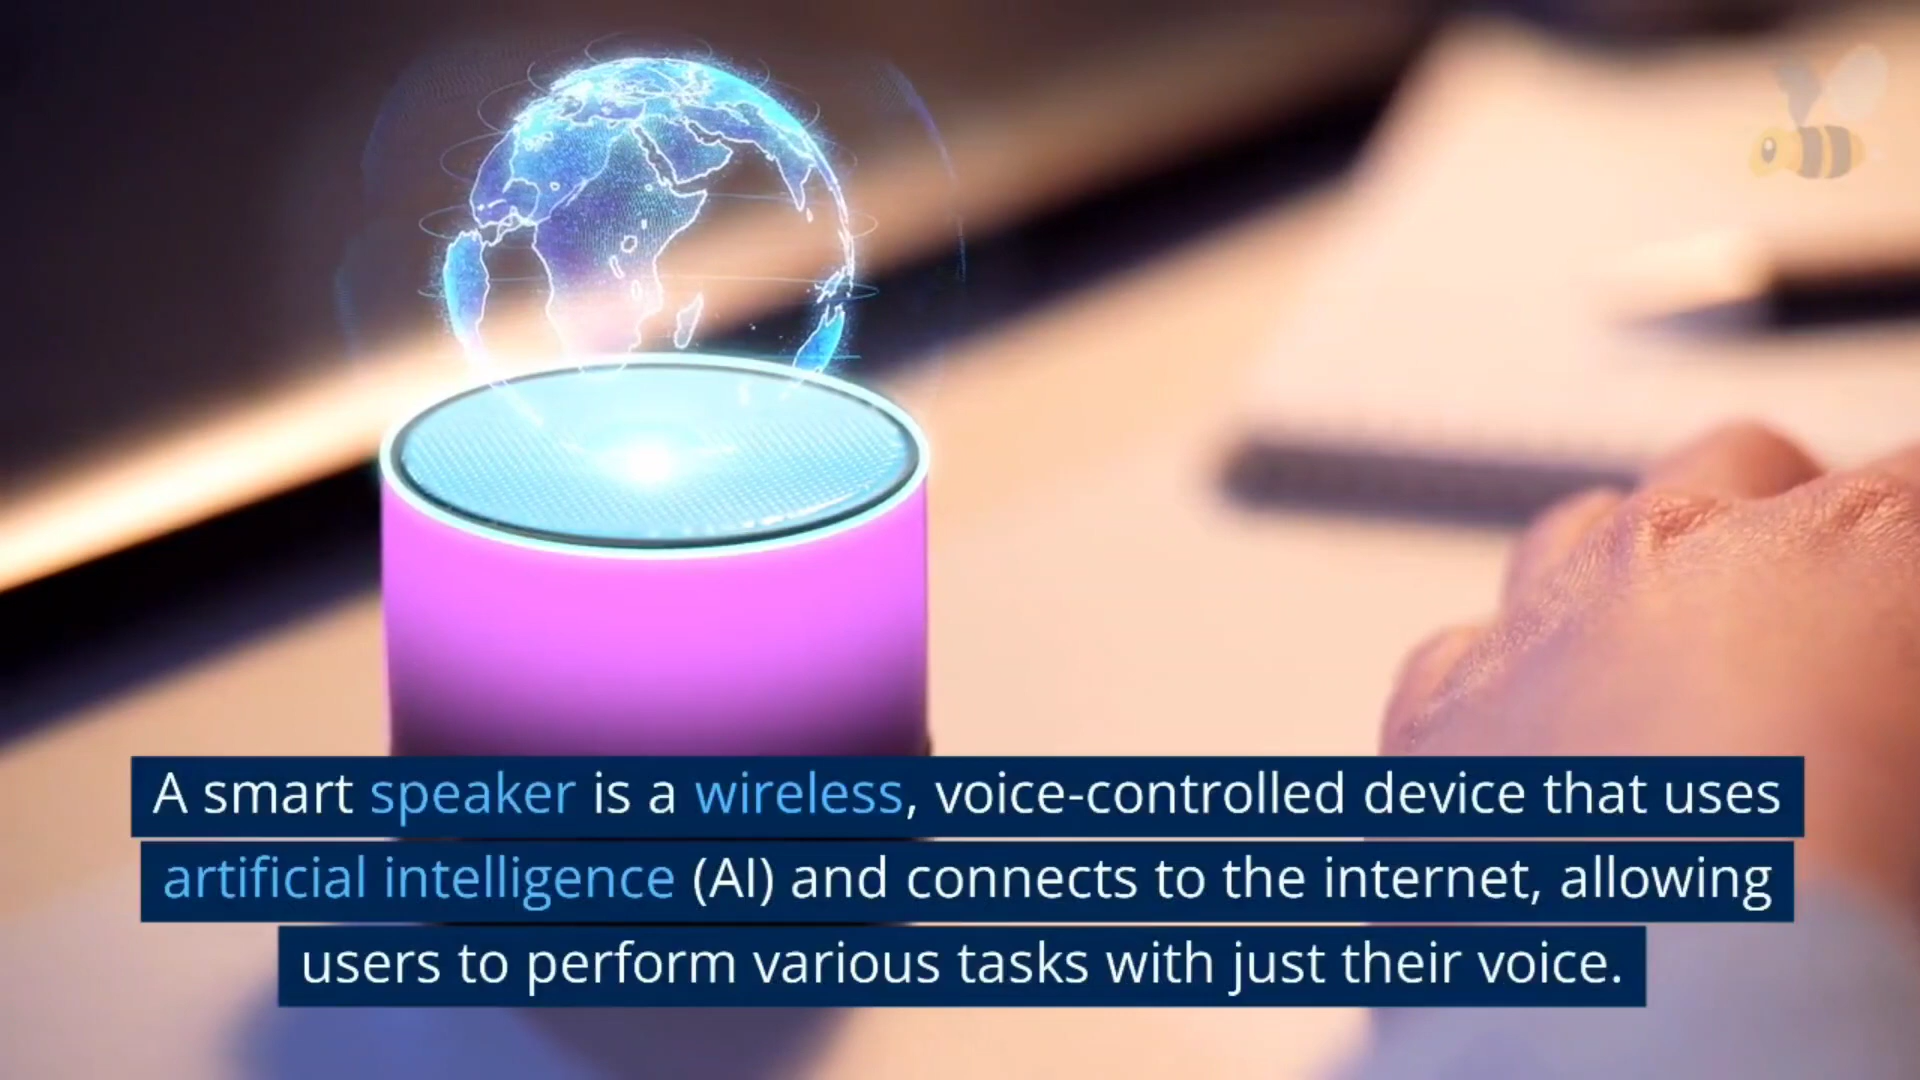 A smart speaker is a wireless, voice-controlled device that uses
artificial intelligence (AI) and connects to the internet, allowing
users to perform various tasks with just their voice.